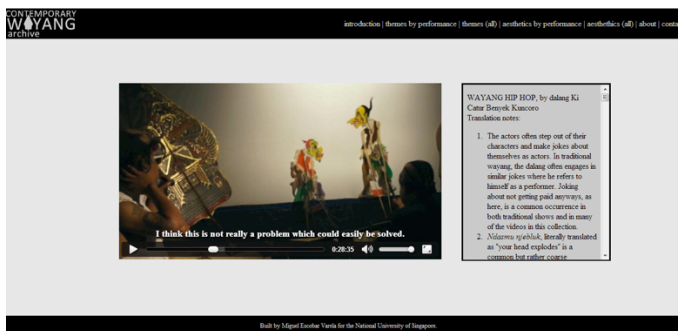 CONTEMPORARY
WAYANG
archive
introduction | themes by performance | themes (all) | aesthetics by performance | aesthethics (all) | about | conta
WAYANG HIP HOP, by dalang Ki
Catur Benyek Kuncoro
Translation notes:
1. The actors often step out of their
characters and make jokes about
themselves as actors. In traditional
wayang, the dalang often engages in
similar jokes where he refers to
himself as a performer. Joking
about not getting paid anyways, as
here, is a common occurrence in
both traditional shows and in many
of the videos in this collection.
2. Ndasmu njebluk, literally translated
as "your head explodes" is a
common but rather coarse
I think this is not really a problem which could easily be solved.
0:28:35
Built by Miguel Escobar Varela for the National University of Singapore.